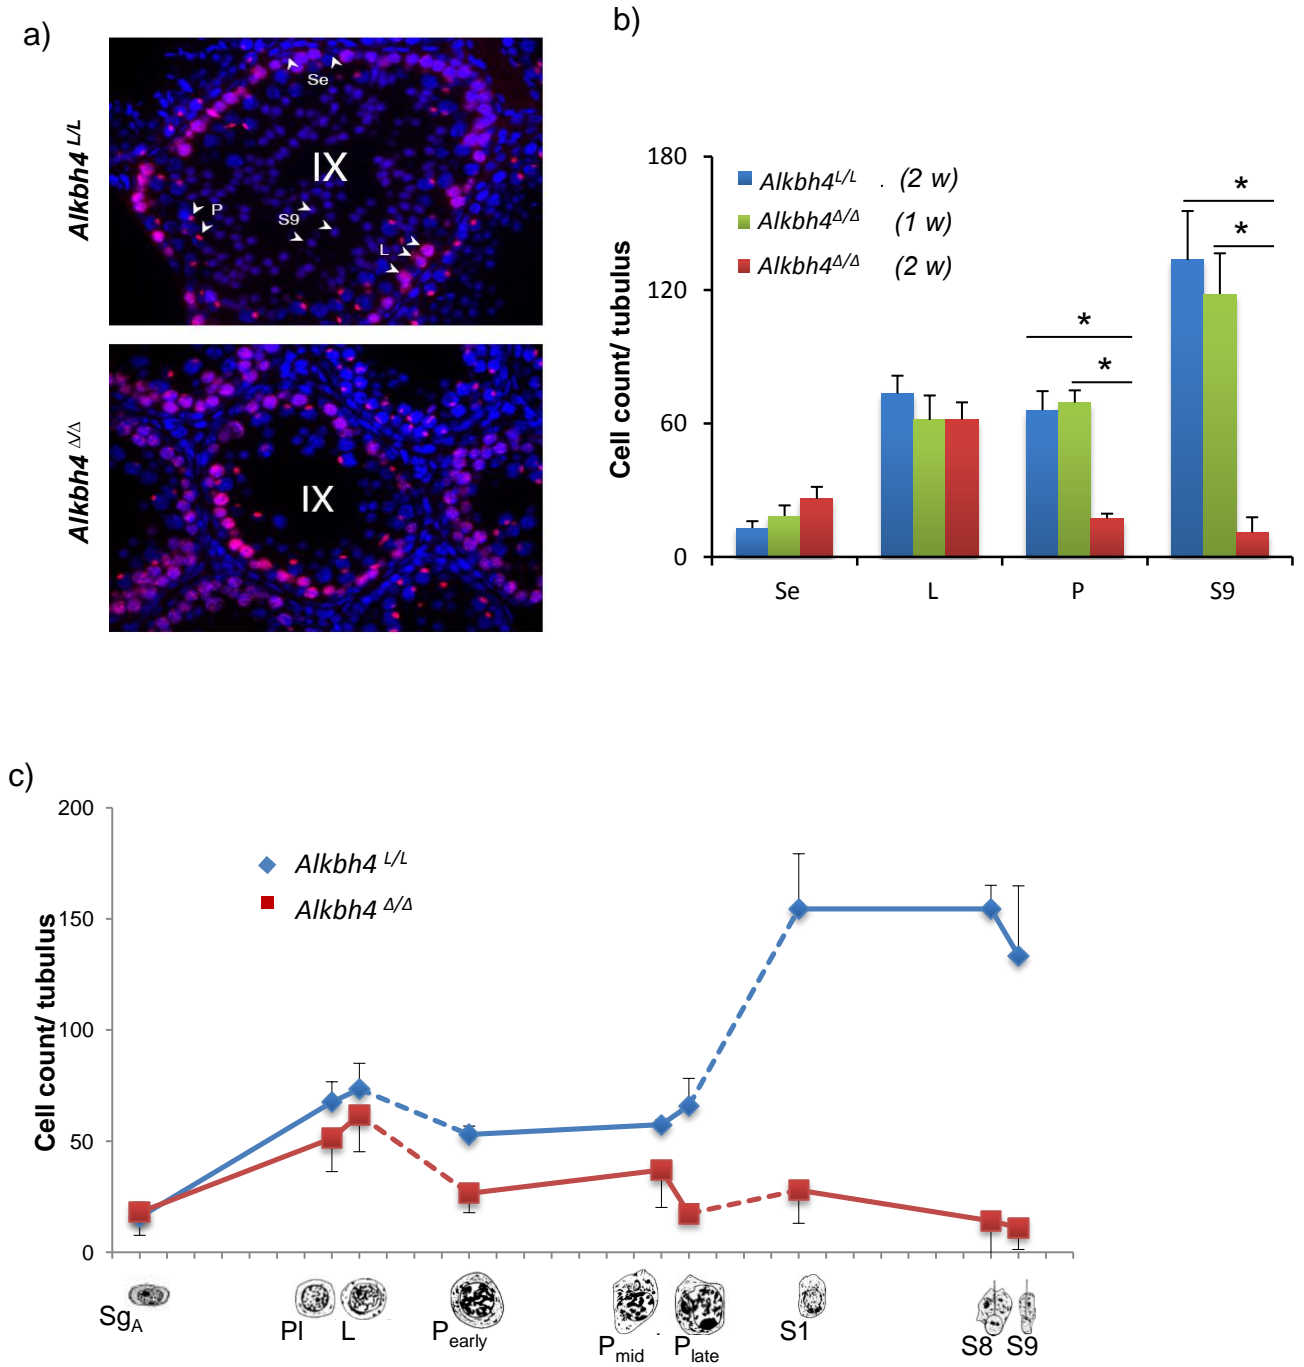 a)
Alkbh4 L/L
Se
IX
P
S9
L
Alkbh4 Δ/Δ
IX
b)
Cell count/ tubulus
180
120
60
0
Alkbh4L/L . (2 w)
Alkbh4Δ/Δ (1 w)
Alkbh4Δ/Δ (2 w)
*
*
*
*
Se L P S9
c)
Cell count/ tubulus
200
150
100
50
0
Alkbh4 L/L
Alkbh4 Δ/Δ
SgA Pl L Pearly Pmid Plate S1 S8 S9